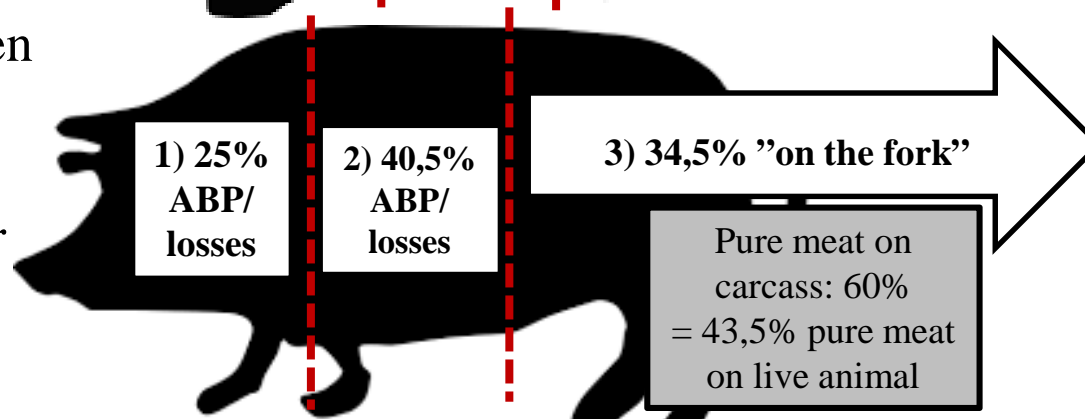 en
r
1) 25%
ABP/
losses
2) 40,5%
ABP/
losses
3) 34,5% ”on the fork”
Pure meat on
carcass: 60%
= 43,5% pure meat
on live animal